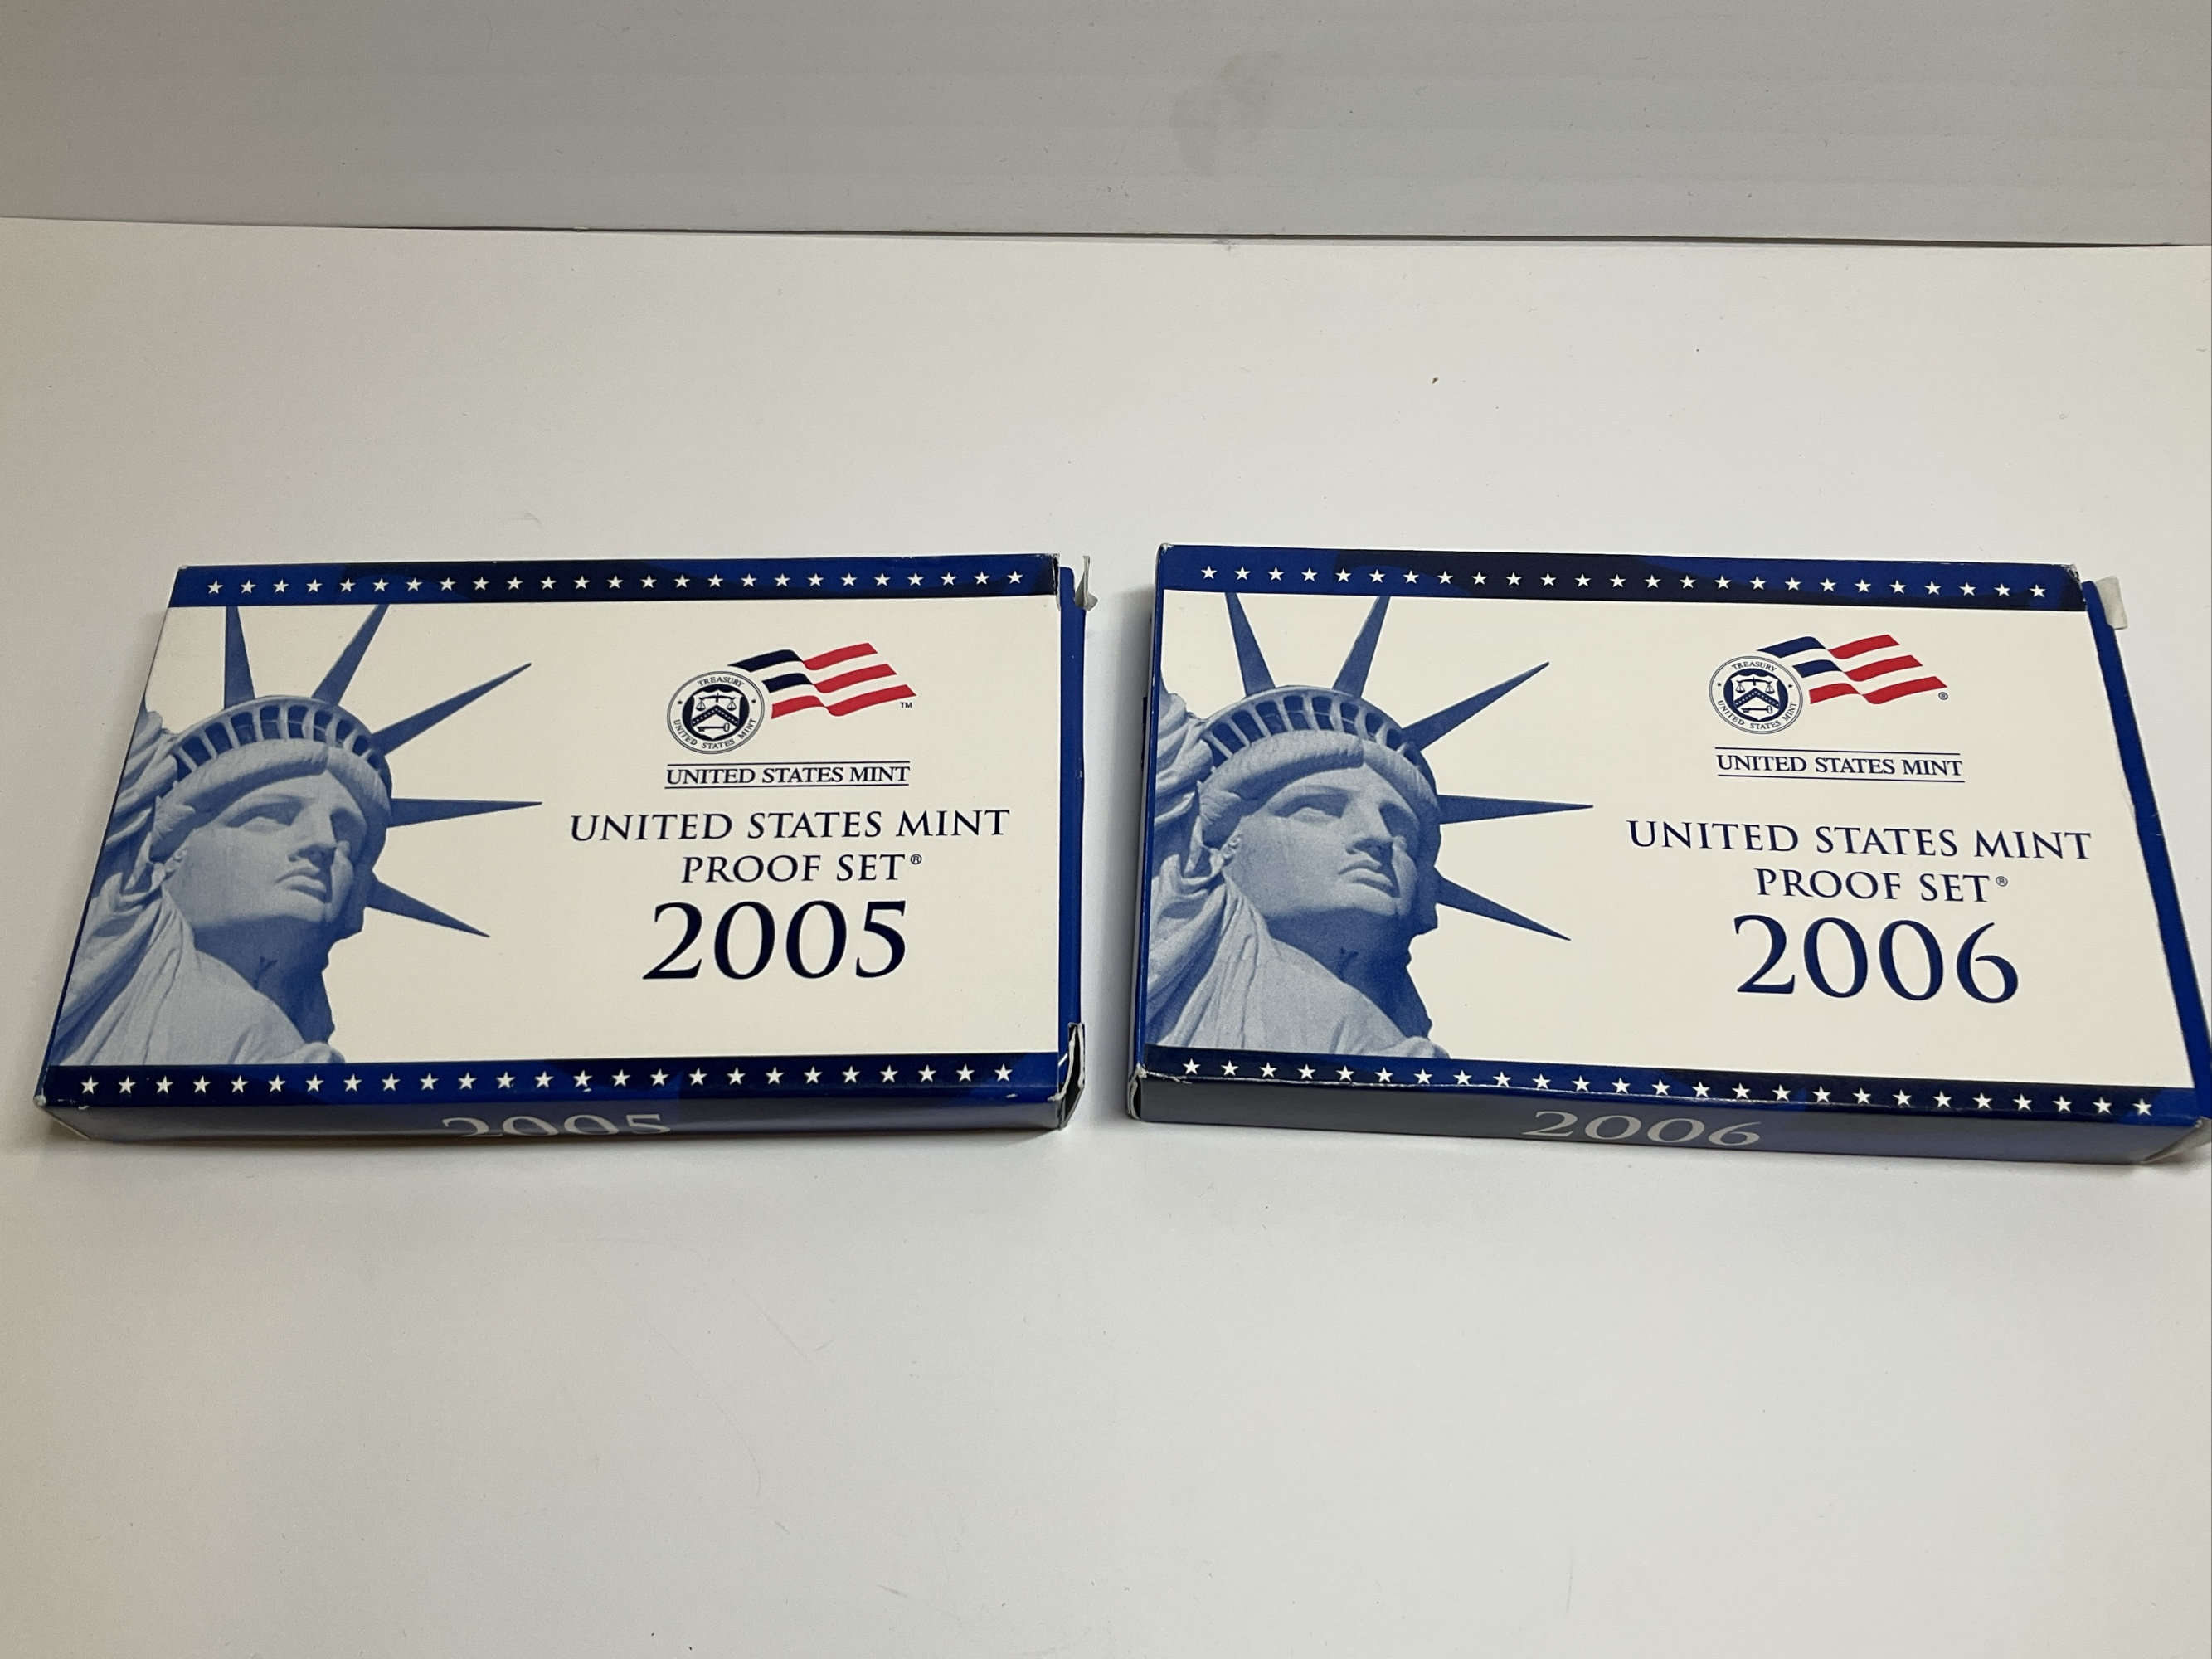 TREASURY
UNITED STATES MINT
™
UNITED STATES MINT
UNITED STATES MINT
PROOF SET®
2005
2005
TREASURY
UNITED STATES MINT
®
UNITED STATES MINT
UNITED STATES MINT
PROOF SET®
2006
2006